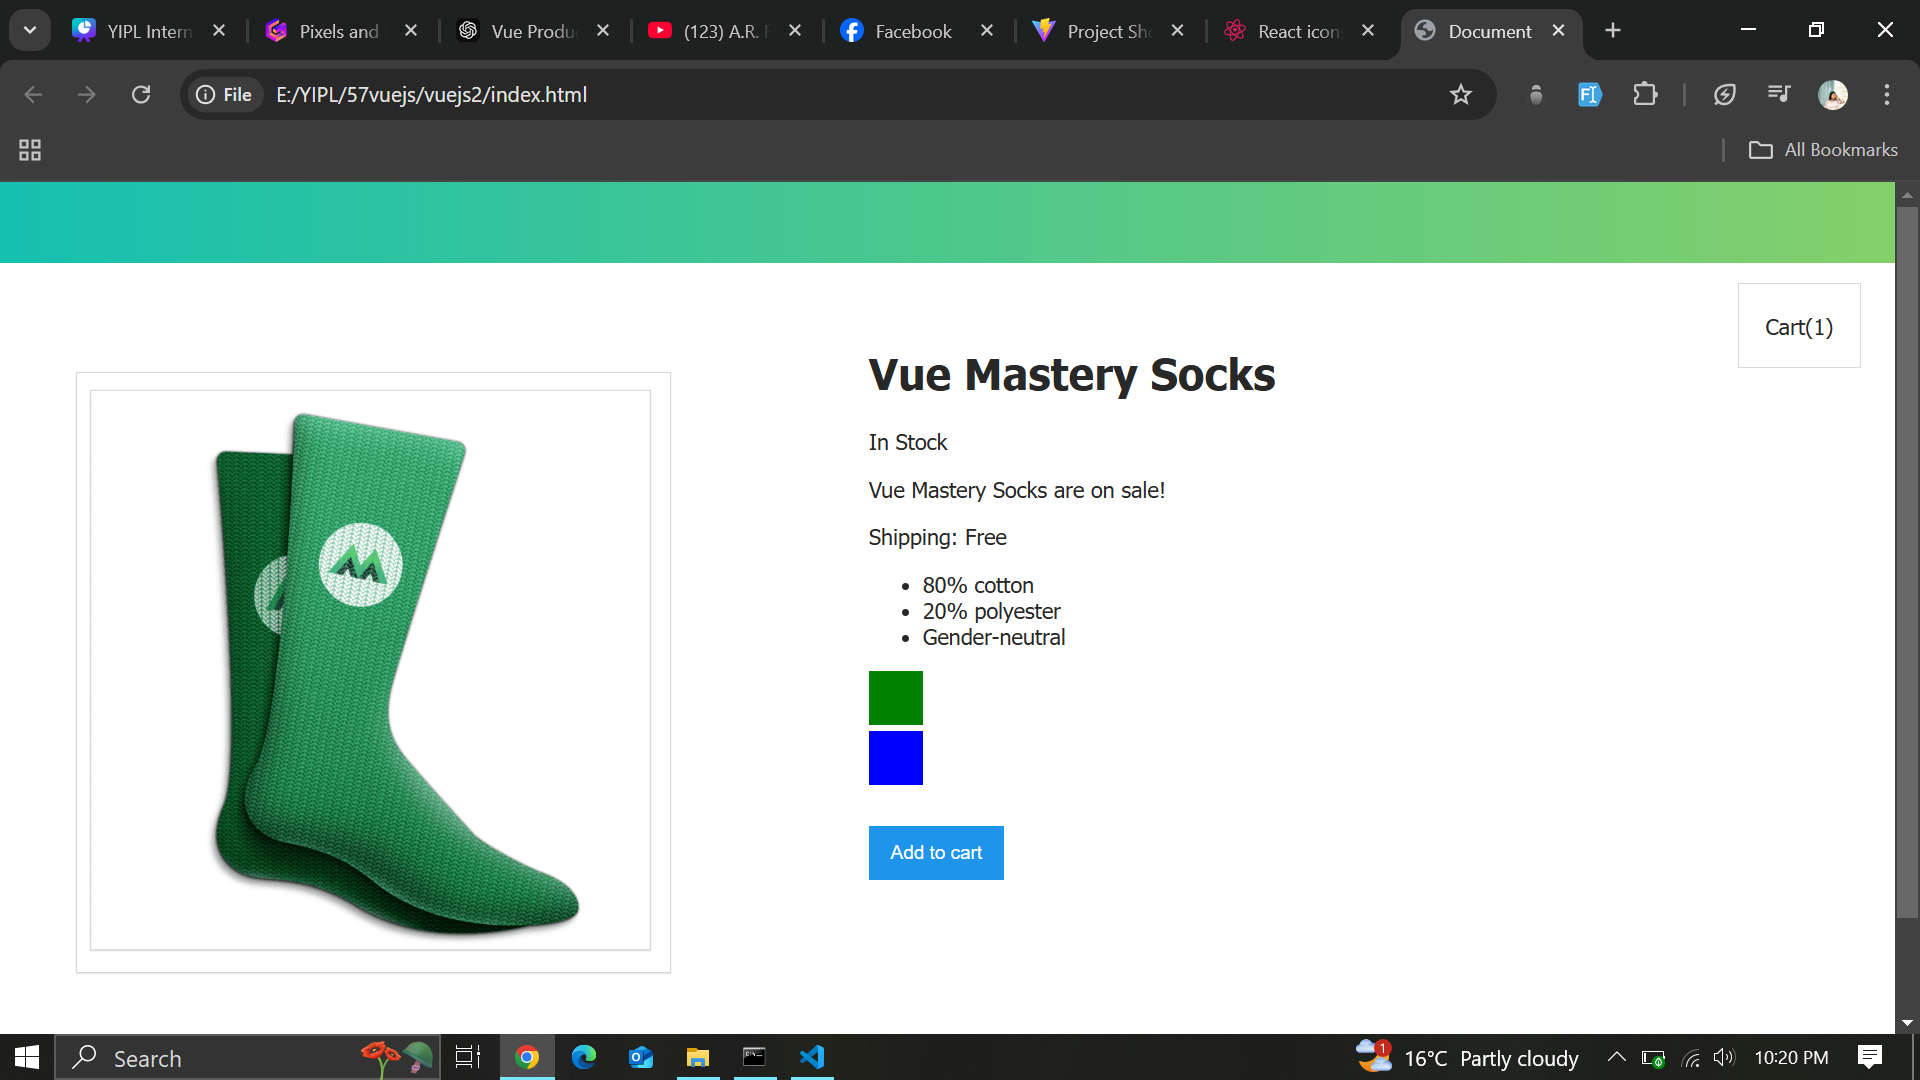 YIPL Intern
Pixels and
Vue Produ
(123) A.R.
Facebook
Project Sh
React icon
Document
File
E:/YIPL/57vuejs/vuejs2/index.html
All Bookmarks
Cart(1)
Vue Mastery Socks
In Stock
Vue Mastery Socks are on sale!
Shipping: Free
80% cotton
20% polyester
Gender-neutral
Add to cart
Search
1
16°C Partly cloudy
10:20 PM